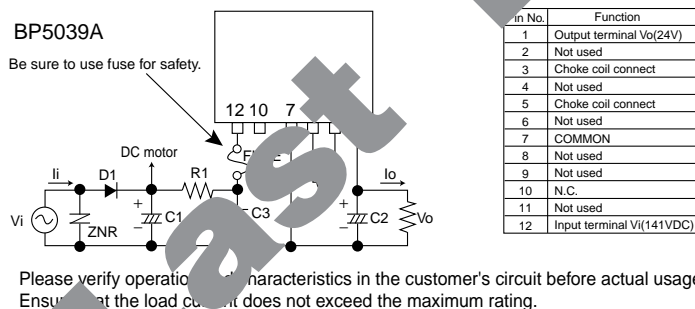 BP5039A
Be sure to use fuse for safety.
12 10 7
DC motor
Ii
D1
R1
Io
Vi
ZNR
C1
C3
C2
Vo
+
−
+
−
Pin No. Function
1 Output terminal Vo(24V)
2 Not used
3 Choke coil connect
4 Not used
5 Choke coil connect
6 Not used
7 COMMON
8 Not used
9 Not used
10 N.C.
11 Not used
12 Input terminal Vi(141VDC)
Please verify operation characteristics in the customer's circuit before actual usage
Ensure that the load current does not exceed the maximum rating.
ast